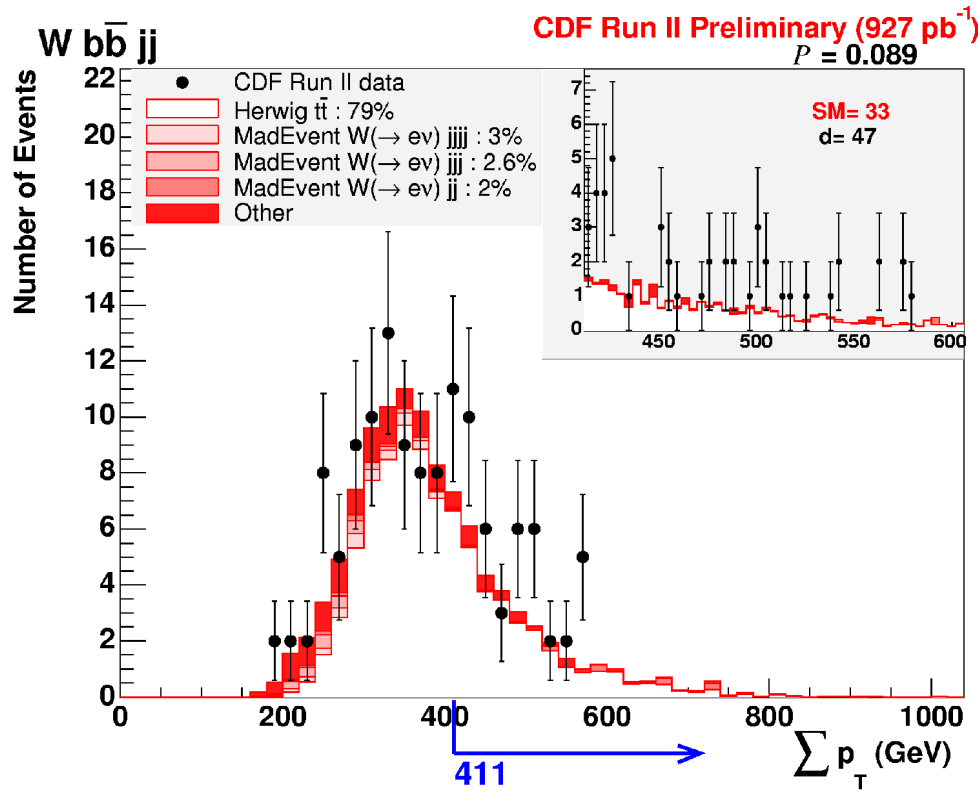 W bb̄ jj
CDF Run II Preliminary (927 pb⁻¹)
P = 0.089
Number of Events
22
20
18
16
14
12
10
8
6
4
2
0
CDF Run II data
Herwig tt̄ : 79%
MadEvent W(→ eν) jjjj : 3%
MadEvent W(→ eν) jjj : 2.6%
MadEvent W(→ eν) jj : 2%
Other
SM= 33
d= 47
7
6
5
4
3
2
1
0
450 500 550 600
0 200 400 600 800 1000
411
∑ p_T (GeV)